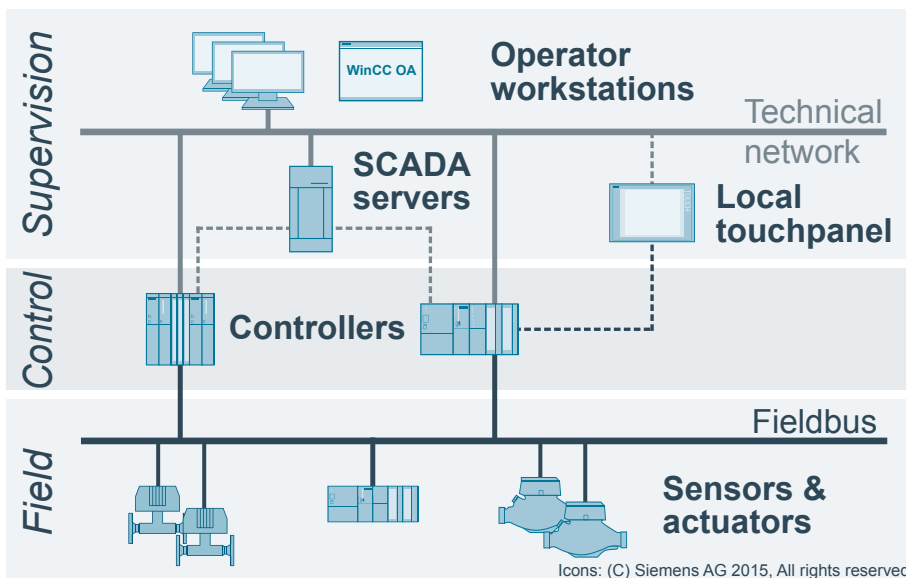 Supervision
WinCC OA
Operator
workstations
Technical
network
SCADA
servers
Local
touchpanel
Control
Controllers
Field
Fieldbus
Sensors &
actuators
Icons: (C) Siemens AG 2015, All rights reserved